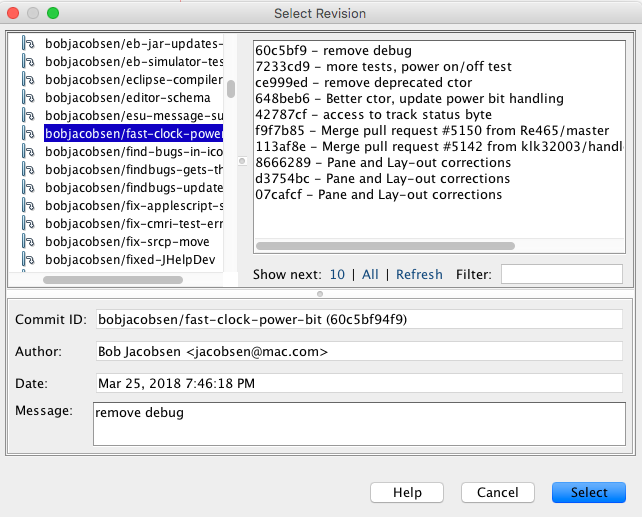 Select Revision
bobjacobsen/eb-jar-updates-
bobjacobsen/eb-simulator-tes
bobjacobsen/eclipse-compiler
bobjacobsen/editor-schema
bobjacobsen/esu-message-su
bobjacobsen/fast-clock-power
bobjacobsen/find-bugs-in-ico
bobjacobsen/findbugs-gets-th
bobjacobsen/findbugs-update
bobjacobsen/fix-applescript-s
bobjacobsen/fix-cmri-test-err
bobjacobsen/fix-srcp-move
bobjacobsen/fixed-JHelpDev
60c5bf9 - remove debug
7233cd9 - more tests, power on/off test
ce999ed - remove deprecated ctor
648beb6 - Better ctor, update power bit handling
42787cf - access to track status byte
f9f7b85 - Merge pull request #5150 from Re465/master
113af8e - Merge pull request #5142 from klk32003/handl
8666289 - Pane and Lay-out corrections
d3754bc - Pane and Lay-out corrections
07cafcf - Pane and Lay-out corrections
Show next: 10 | All | Refresh Filter:
Commit ID: bobjacobsen/fast-clock-power-bit (60c5bf94f9)
Author: Bob Jacobsen <jacobsen@mac.com>
Date: Mar 25, 2018 7:46:18 PM
Message: remove debug
Help Cancel Select